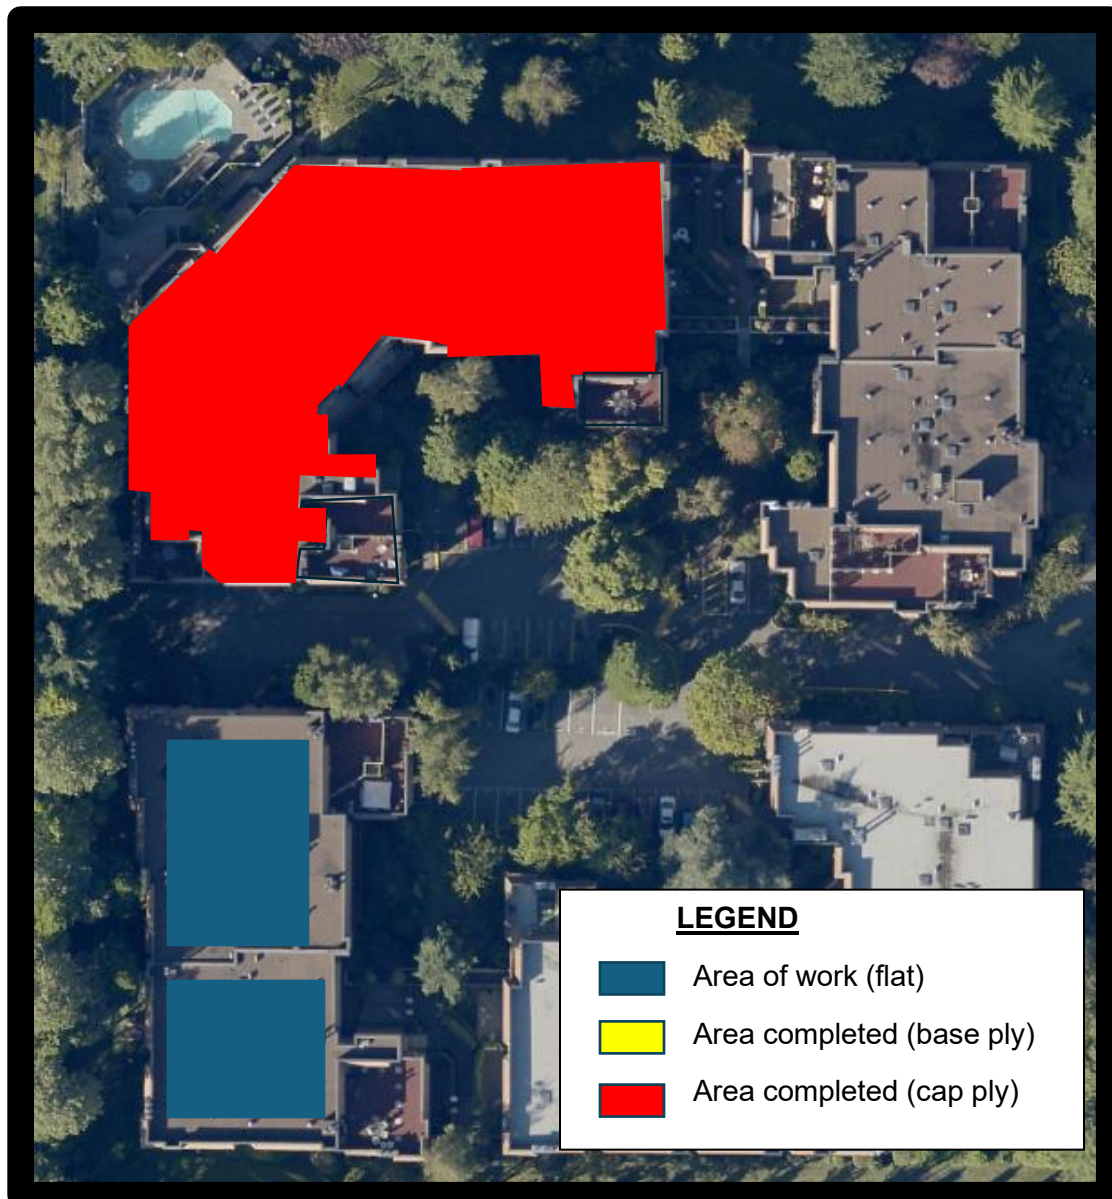 LEGEND
Area of work (flat)
Area completed (base ply)
Area completed (cap ply)